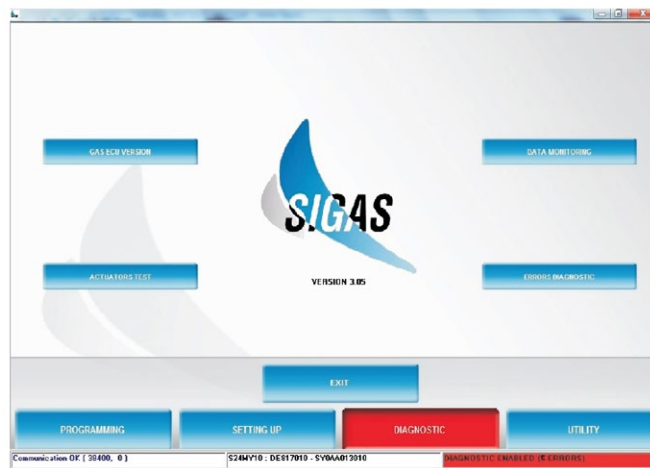 GAS ECU VERSION
DATA MONITORING
SIGAS
ACTUATORS TEST
VERSION 3.05
ERRORS DIAGNOSTIC
EXIT
PROGRAMMING
SETTING UP
DIAGNOSTIC
UTILITY
Communication OK ( 38400, 0 )
S24MY10 : DE817010 - SY0AA013010
DIAGNOSTIC ENABLED (6 ERRORS)